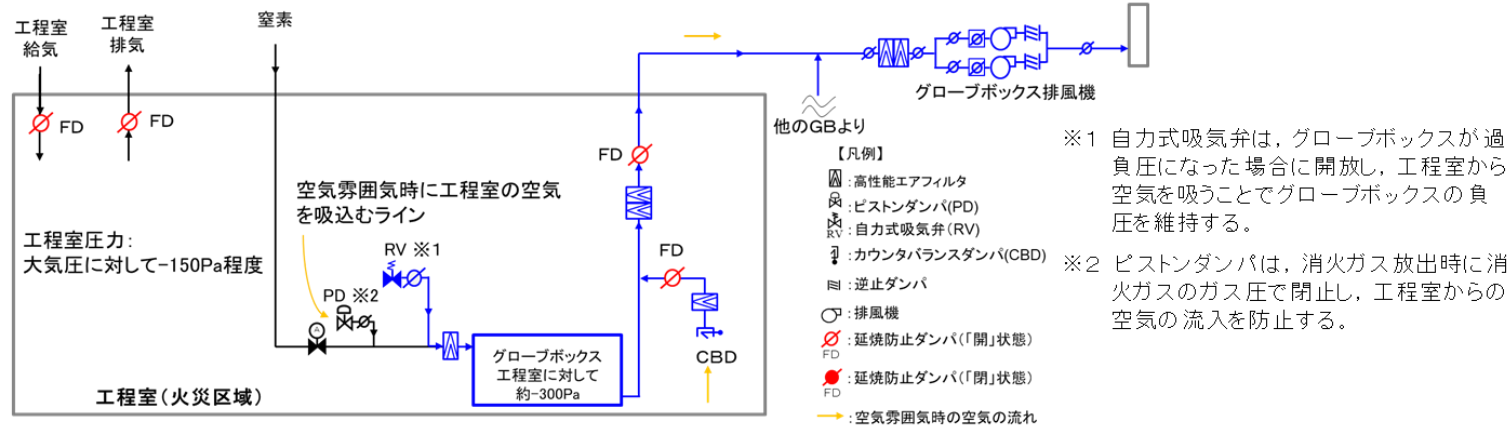 工程室
給気
工程室
排気
窒素
FD
FD
グローブボックス排風機
他のGBより
FD
空気雰囲気時に工程室の空気
を吸込むライン
工程室圧力：
大気圧に対して-150Pa程度
RV ※1
PD ※2
A
FD
CBD
グローブボックス
工程室に対して
約-300Pa
工程室（火災区域）
【凡例】
：高性能エアフィルタ
：ピストンダンパ(PD)
RV
：自力式吸気弁（RV）
：カウンタバランスダンパ(CBD)
：逆止ダンパ
：排風機
FD
：延焼防止ダンパ(「開」状態)
FD
：延焼防止ダンパ(「閉」状態)
：空気雰囲気時の空気の流れ
※1 自力式吸気弁は，グローブボックスが過
負圧になった場合に開放し，工程室から
空気を吸うことでグローブボックスの負
圧を維持する。
※2 ピストンダンパは，消火ガス放出時に消
火ガスのガス圧で閉止し，工程室からの
空気の流入を防止する。